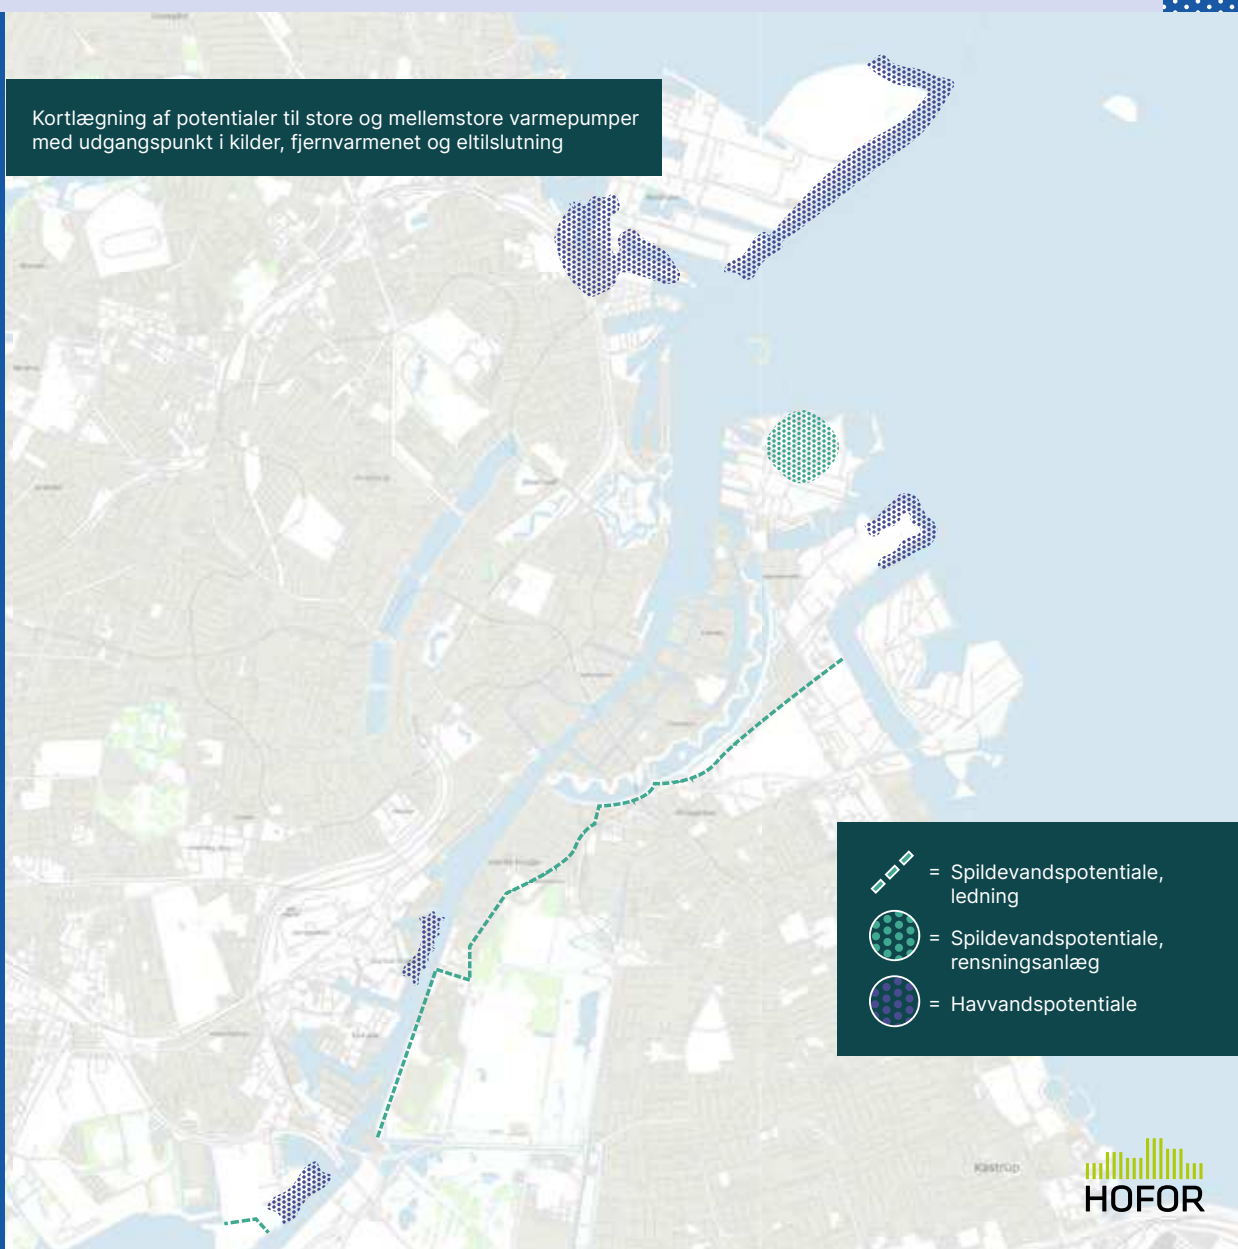 Kortlægning af potentialer til store og mellemstore varmepumper
med udgangspunkt i kilder, fjernvarmenet og eltilslutning
= Spildevandspotentiale,
ledning
= Spildevandspotentiale,
rensningsanlæg
= Havvandspotentiale
Kastrup
HOFOR